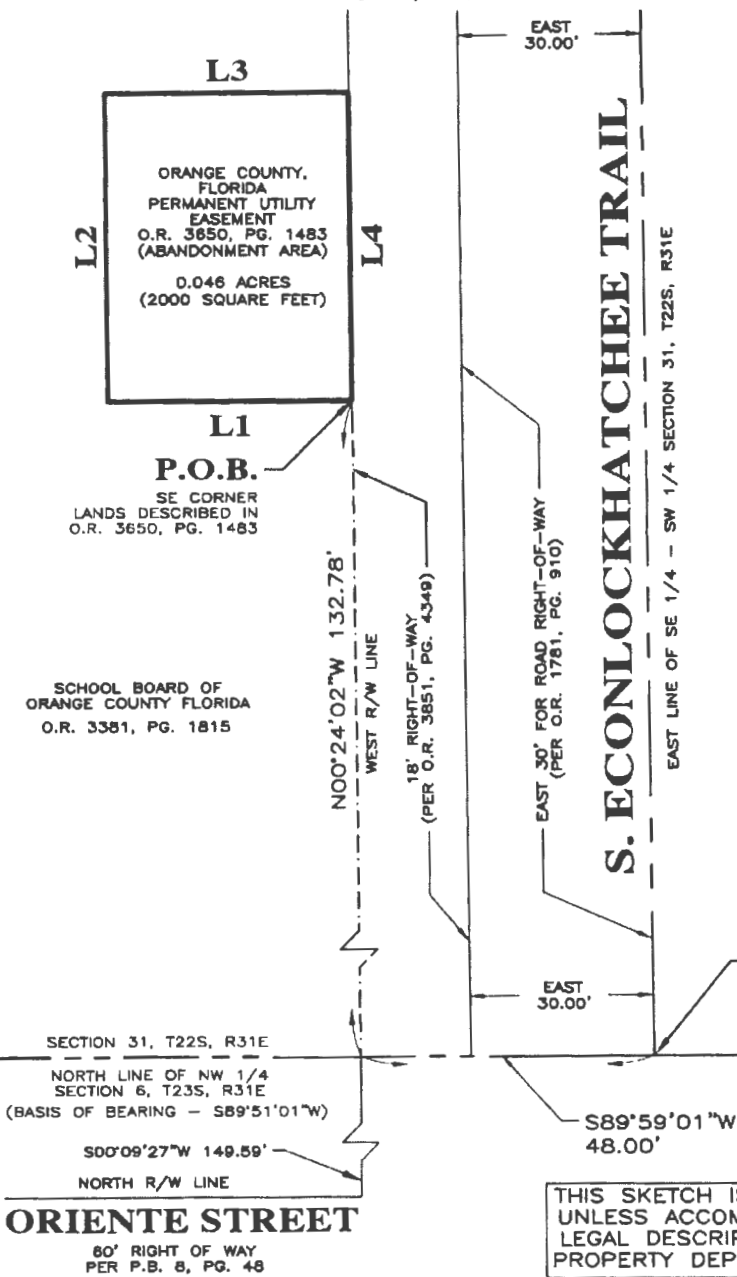 EAST
30.00'
L3
ORANGE COUNTY,
FLORIDA
PERMANENT UTILITY
EASEMENT
O.R. 3650, PG. 1483
(ABANDONMENT AREA)
0.046 ACRES
(2000 SQUARE FEET)
L2
L4
L1
P.O.B.
SE CORNER
LANDS DESCRIBED IN
O.R. 3650, PG. 1483
S. ECONLOCKHATCHEE TRAIL
EAST LINE OF SE 1/4 - SW 1/4 SECTION 31, T22S, R31E
N00°24'02"W 132.78'
WEST R/W LINE
18' RIGHT-OF-WAY
(PER O.R. 3851, PG. 4349)
EAST 30' FOR ROAD RIGHT-OF-WAY
(PER O.R. 1781, PG. 910)
SCHOOL BOARD OF
ORANGE COUNTY FLORIDA
O.R. 3381, PG. 1815
EAST
30.00'
SECTION 31, T22S, R31E
NORTH LINE OF NW 1/4
SECTION 6, T23S, R31E
(BASIS OF BEARING - S89°51'01"W)
S89°59'01"W
48.00'
S00°09'27"W 149.59'
NORTH R/W LINE
ORIENTE STREET
60' RIGHT OF WAY
PER P.B. 8, PG. 48
THIS SKETCH IS
UNLESS ACCOM
LEGAL DESCRIP
PROPERTY DEP